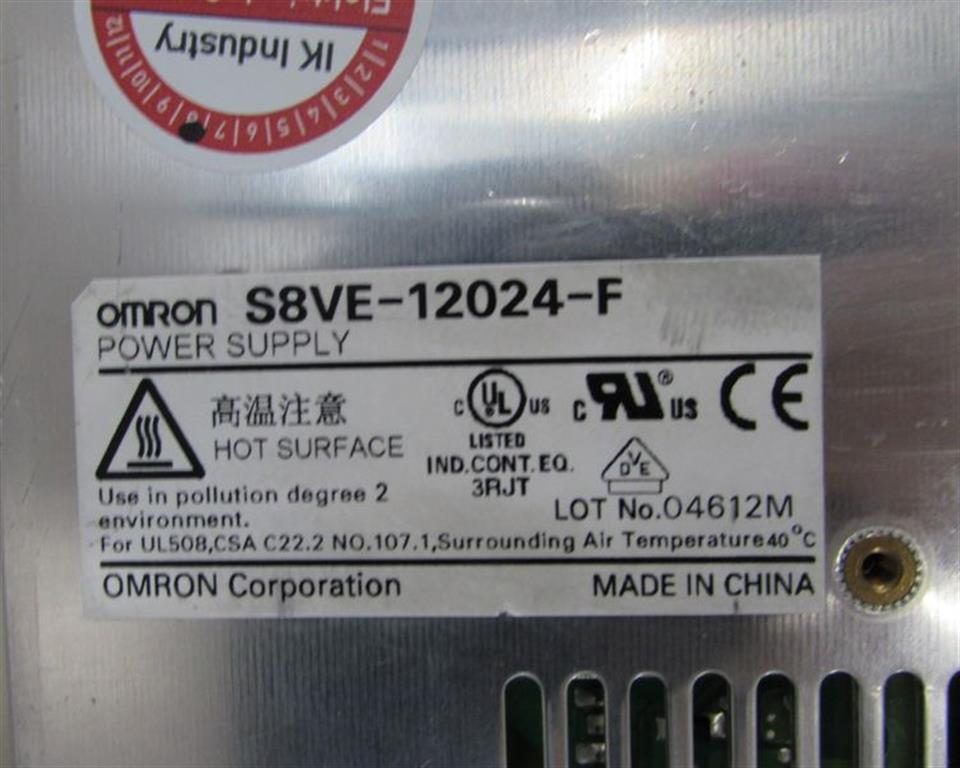 IK Industry
1|2|3|4|5|6|7|8|9|10|11|12
OMRON S8VE-12024-F
POWER SUPPLY
高温注意
HOT SURFACE
C UL US
LISTED
IND.CONT.EQ.
3RJT
C RU® US
CE
DVE
Use in pollution degree 2
environment.
LOT No.04612M
For UL508,CSA C22.2 NO.107.1,Surrounding Air Temperature40°C
OMRON Corporation
MADE IN CHINA